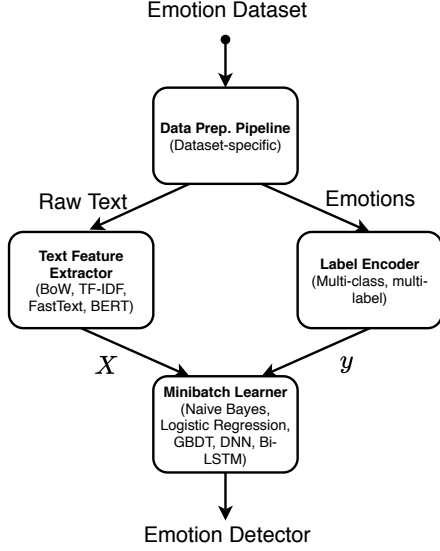 Emotion Dataset
Data Prep. Pipeline
(Dataset-specific)
Raw Text
Emotions
Text Feature
Extractor
(BoW, TF-IDF,
FastText, BERT)
Label Encoder
(Multi-class, multi-
label)
X
y
Minibatch Learner
(Naive Bayes,
Logistic Regression,
GBDT, DNN, Bi-
LSTM)
Emotion Detector